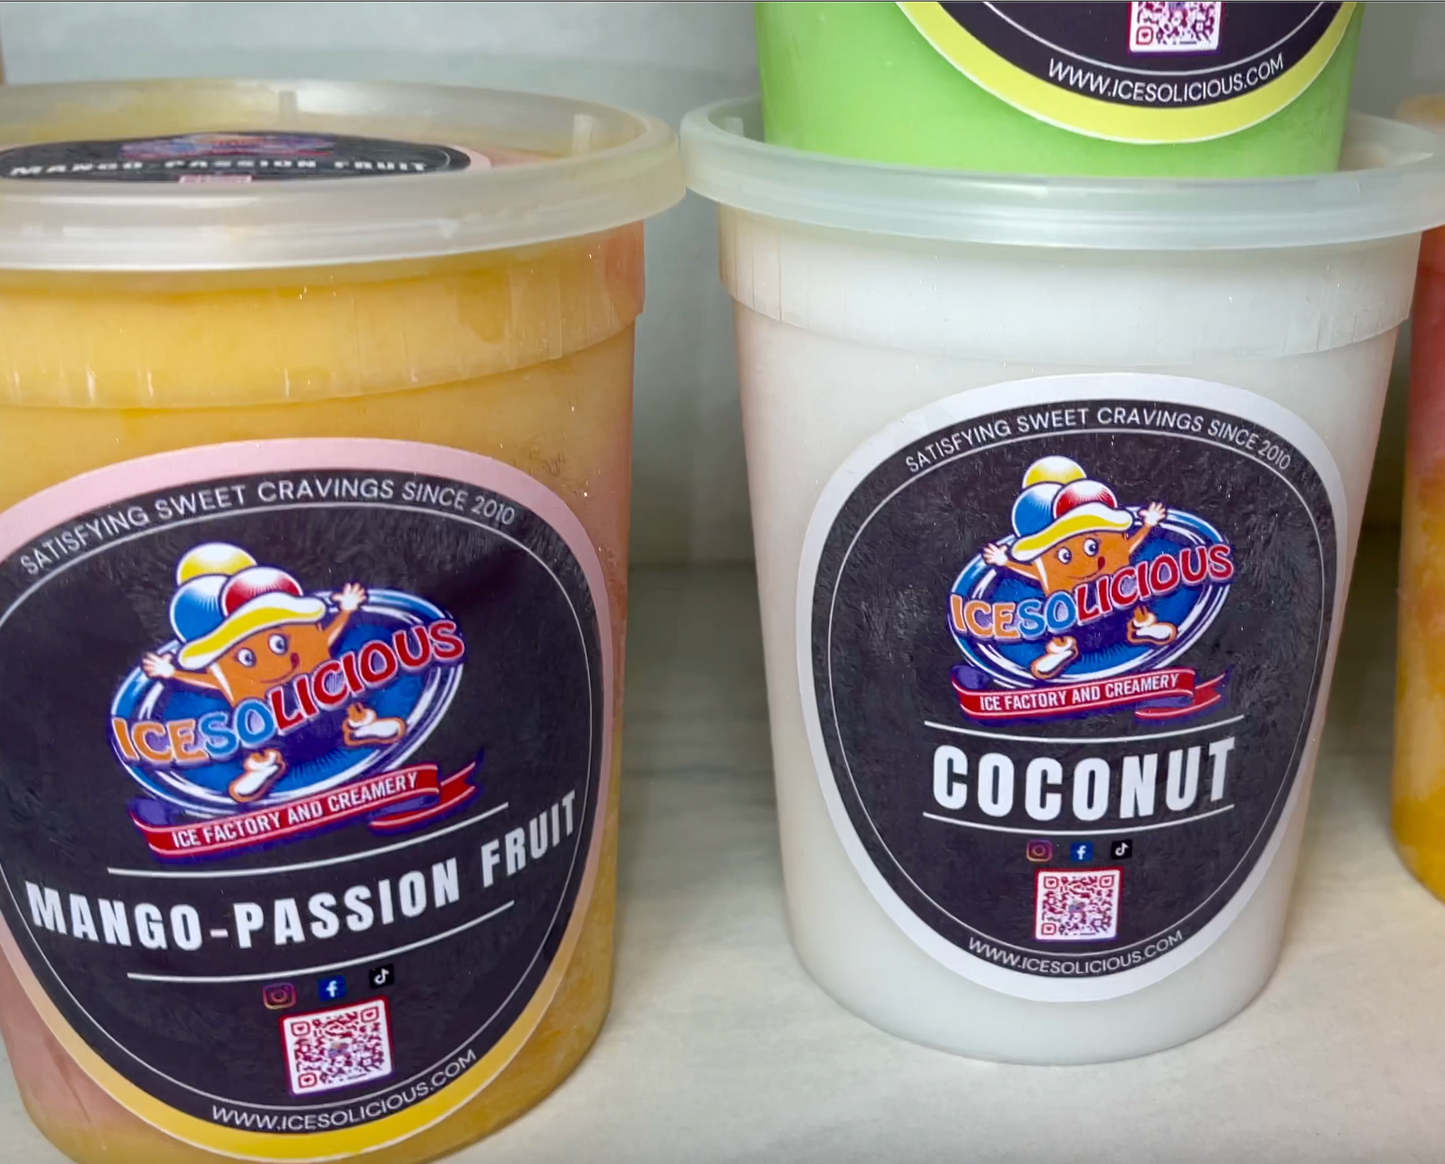 WWW.ICESOLICIOUS.COM
MANGO-PASSION FRUIT
SATISFYING SWEET CRAVINGS SINCE 2010
ICESOLICIOUS
ICE FACTORY AND CREAMERY
MANGO-PASSION FRUIT
WWW.ICESOLICIOUS.COM
SATISFYING SWEET CRAVINGS SINCE 2010
ICESOLICIOUS
ICE FACTORY AND CREAMERY
COCONUT
WWW.ICESOLICIOUS.COM